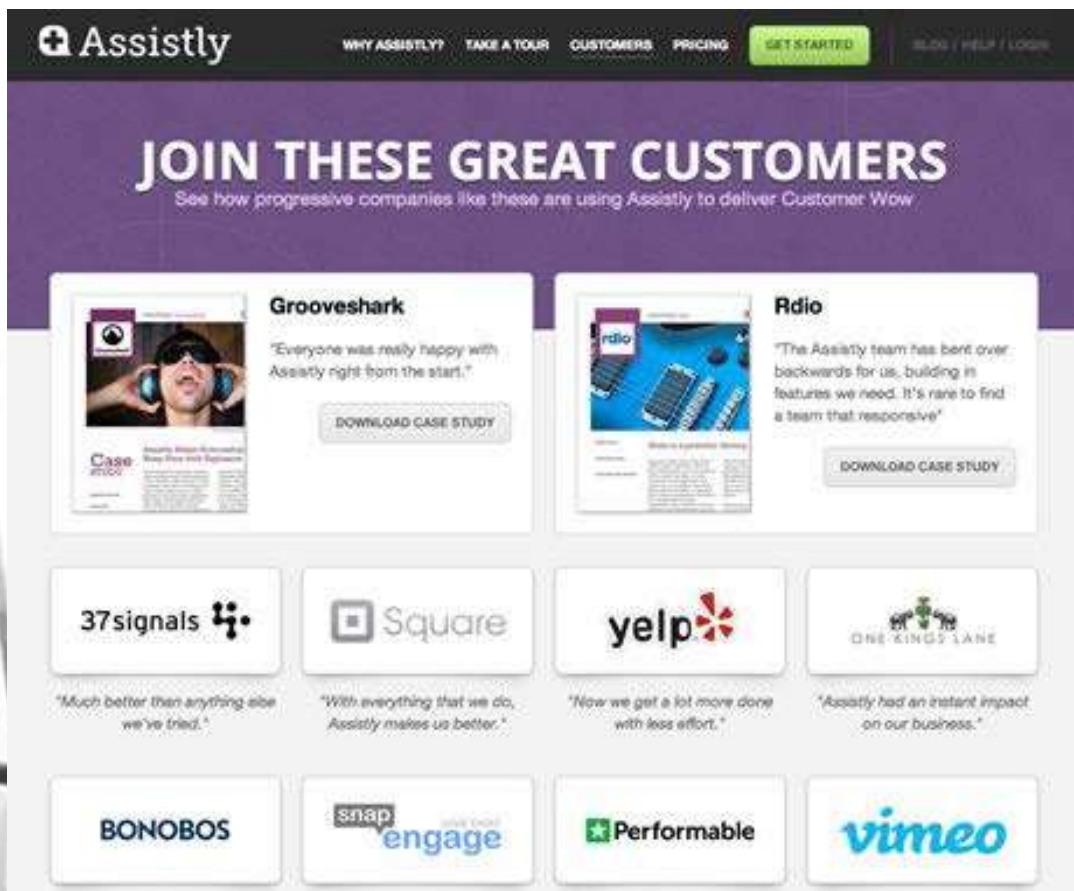 Assistly
WHY ASSISTLY? TAKE A TOUR CUSTOMERS PRICING GET STARTED BLOG / HELP / LOGIN
JOIN THESE GREAT CUSTOMERS
See how progressive companies like these are using Assistly to deliver Customer Wow
Grooveshark
"Everyone was really happy with
Assistly right from the start."
DOWNLOAD CASE STUDY
Case
Rdio
rdio
"The Assistly team has bent over
backwards for us, building in
features we need. It's rare to find
a team that responsive"
DOWNLOAD CASE STUDY
37signals
Square
yelp
ONE KINGS LANE
"Much better than anything else
we've tried."
"With everything that we do,
Assistly makes us better."
"Now we get a lot more done
with less effort."
"Assistly had an instant impact
on our business."
BONOBOS
snap
engage
Performable
vimeo